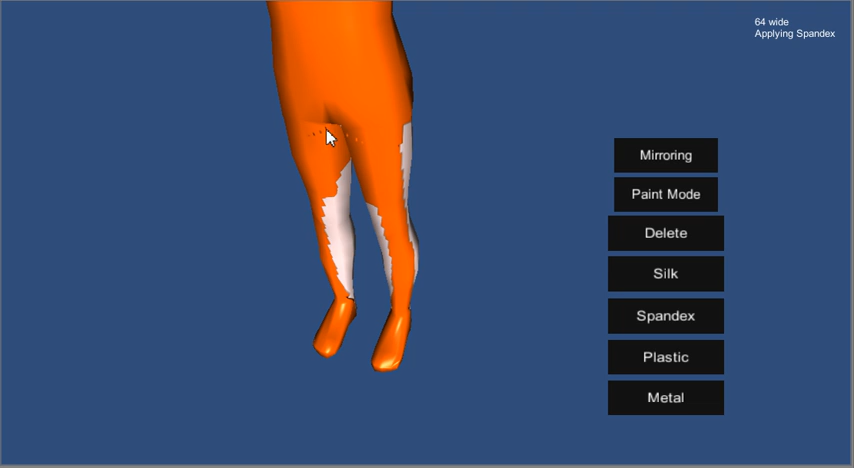 64 wide
Applying Spandex
Mirroring
Paint Mode
Delete
Silk
Spandex
Plastic
Metal